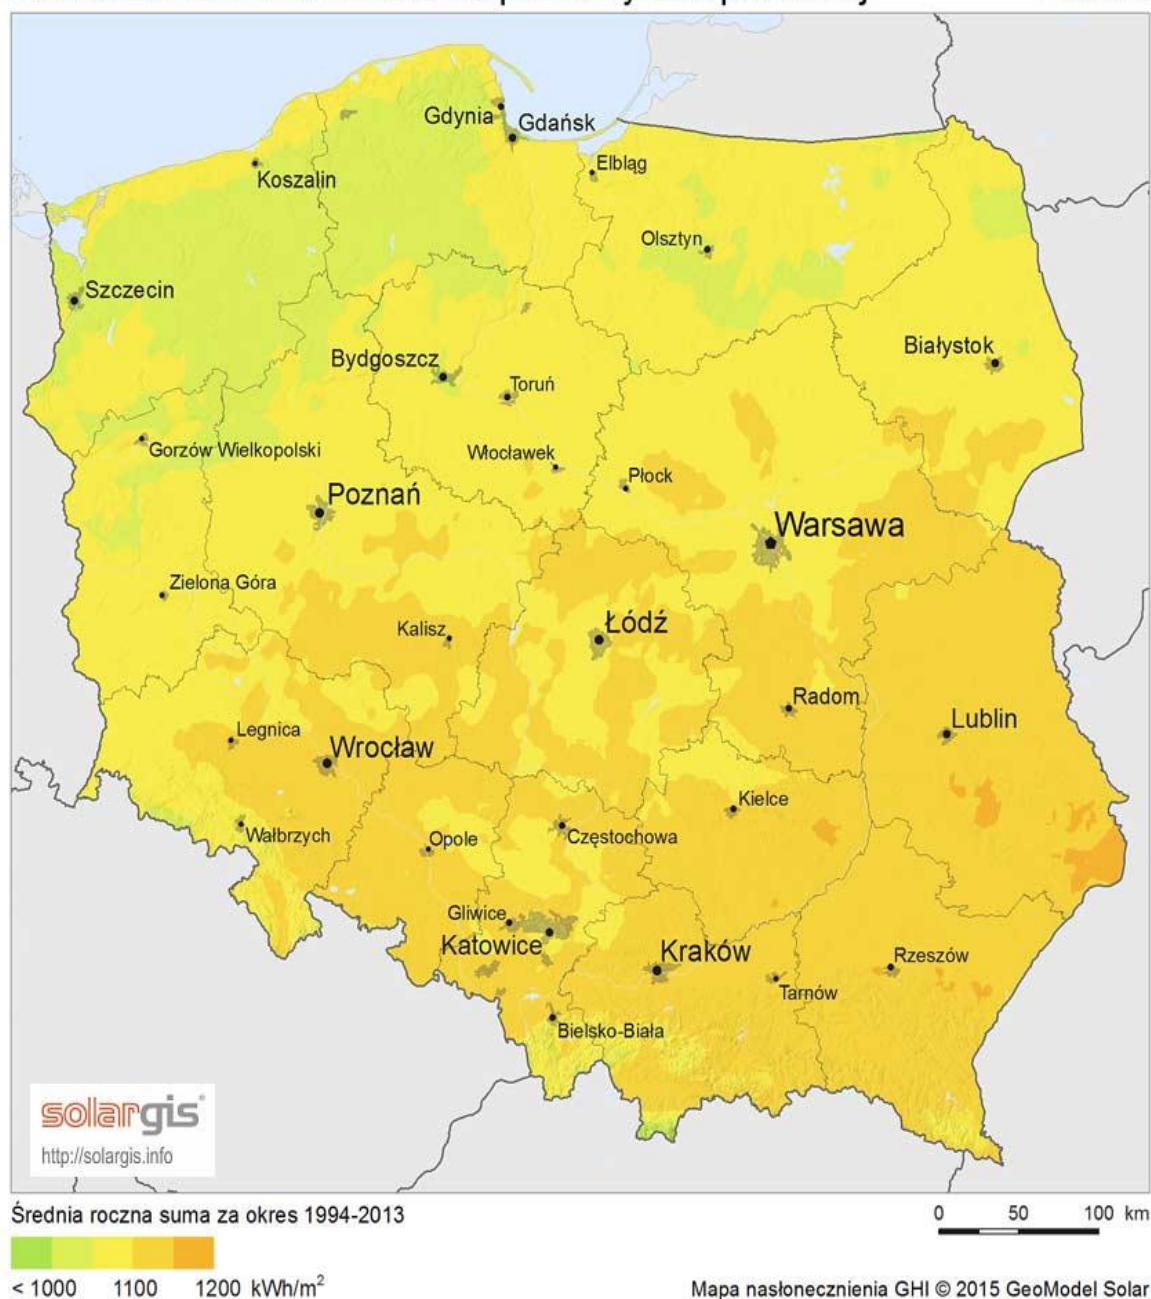 Gdynia
Gdańsk
Koszalin
Elbląg
Olsztyn
Szczecin
Białystok
Bydgoszcz
Toruń
Gorzów Wielkopolski
Włocławek
Płock
Poznań
Warsawa
Zielona Góra
Kalisz
Łódź
Radom
Lublin
Legnica
Wrocław
Kielce
Wałbrzych
Opole
Częstochowa
Gliwice
Katowice
Kraków
Rzeszów
Tarnów
Bielsko-Biała
solargis®
http://solargis.info
Średnia roczna suma za okres 1994-2013
0 50 100 km
< 1000 1100 1200 kWh/m²
Mapa nasłonecznienia GHI © 2015 GeoModel Solar